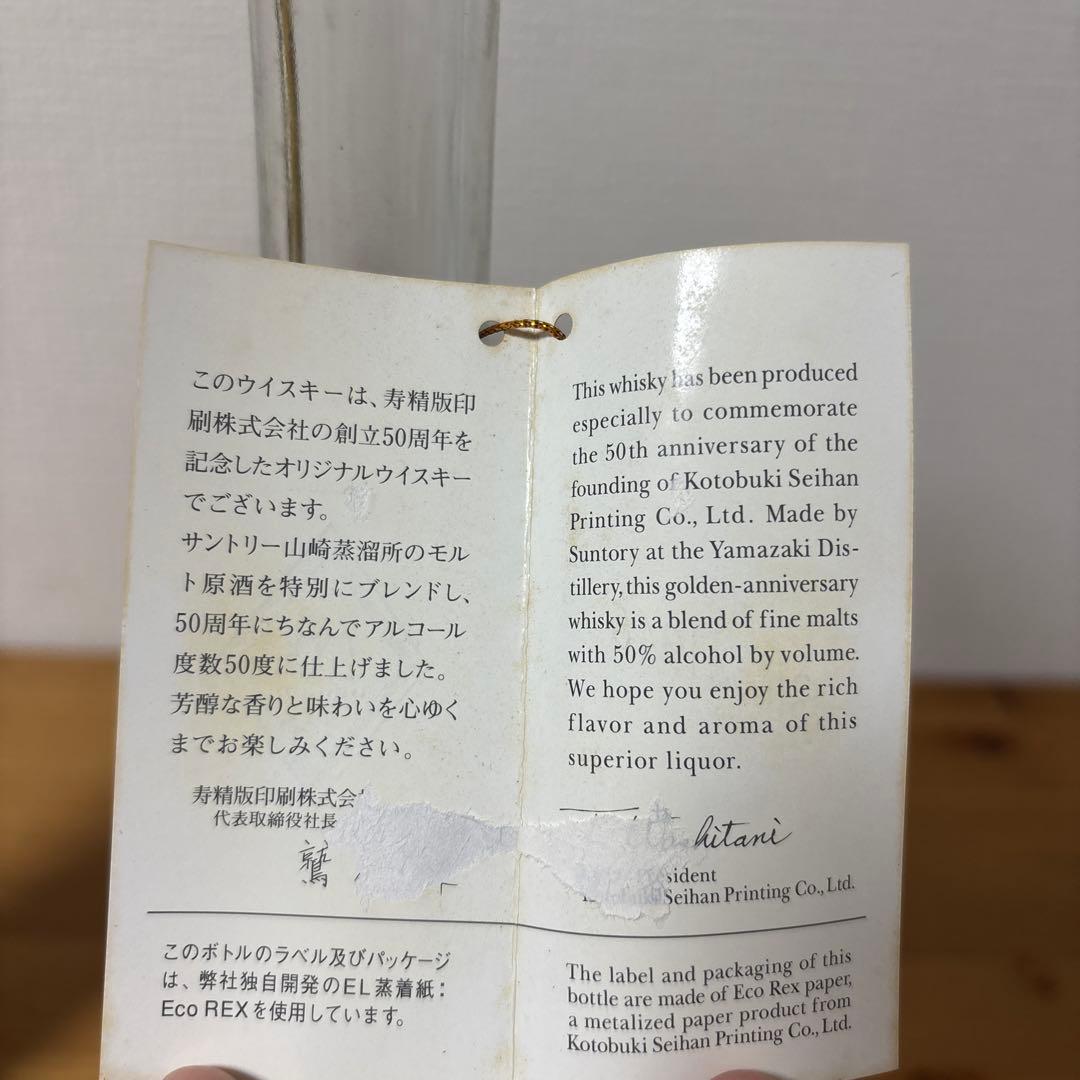 このウイスキーは、寿精版印
刷株式会社の創立50周年を
記念したオリジナルウイスキー
でございます。
サントリー山崎蒸溜所のモル
ト原酒を特別にブレンドし、
50周年にちなんでアルコール
度数50度に仕上げました。
芳醇な香りと味わいを心ゆく
までお楽しみください。
寿精版印刷株式会社
代表取締役社長
鷲
このボトルのラベル及びパッケージ
は、弊社独自開発のEL蒸着紙：
Eco REXを使用しています。
This whisky has been produced
especially to commemorate
the 50th anniversary of the
founding of Kotobuki Seihan
Printing Co., Ltd. Made by
Suntory at the Yamazaki Dis-
tillery, this golden-anniversary
whisky is a blend of fine malts
with 50% alcohol by volume.
We hope you enjoy the rich
flavor and aroma of this
superior liquor.
hitani
sident
Seihan Printing Co., Ltd.
The label and packaging of this
bottle are made of Eco Rex paper,
a metalized paper product from
Kotobuki Seihan Printing Co., Ltd.